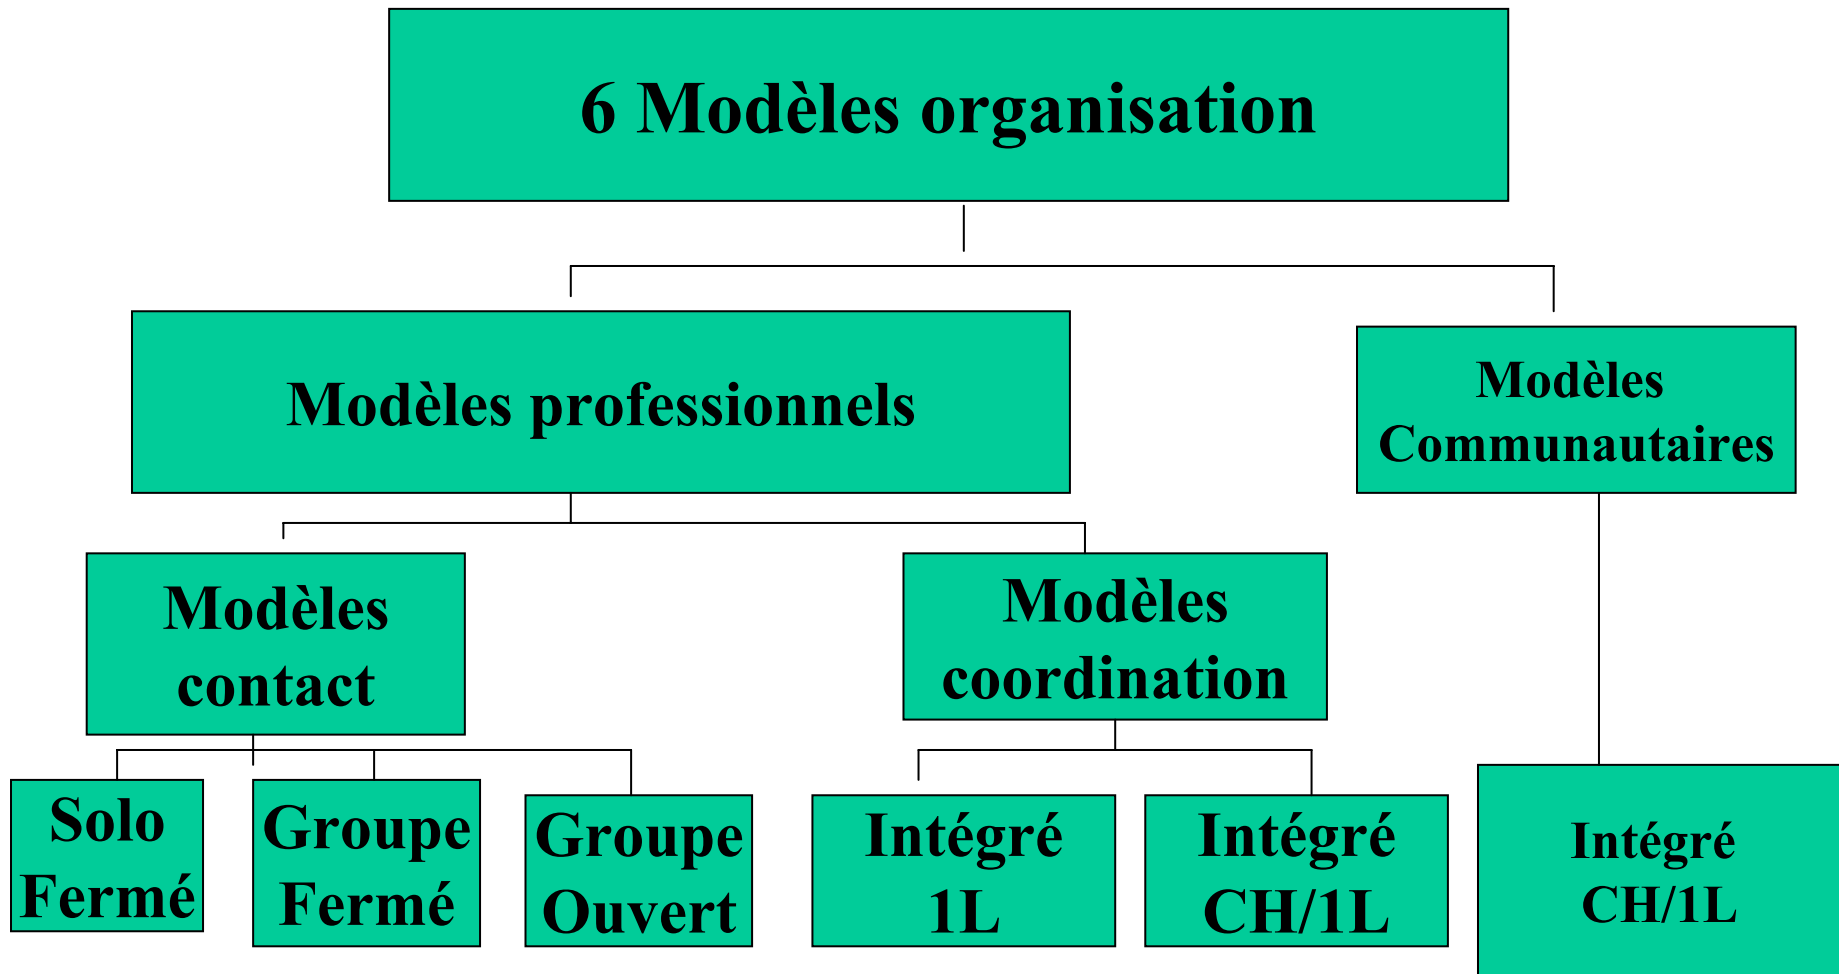 6 Modèles organisation
Modèles professionnels
Modèles
Communautaires
Modèles
contact
Modèles
coordination
Solo
Fermé
Groupe
Fermé
Groupe
Ouvert
Intégré
1L
Intégré
CH/1L
Intégré
CH/1L